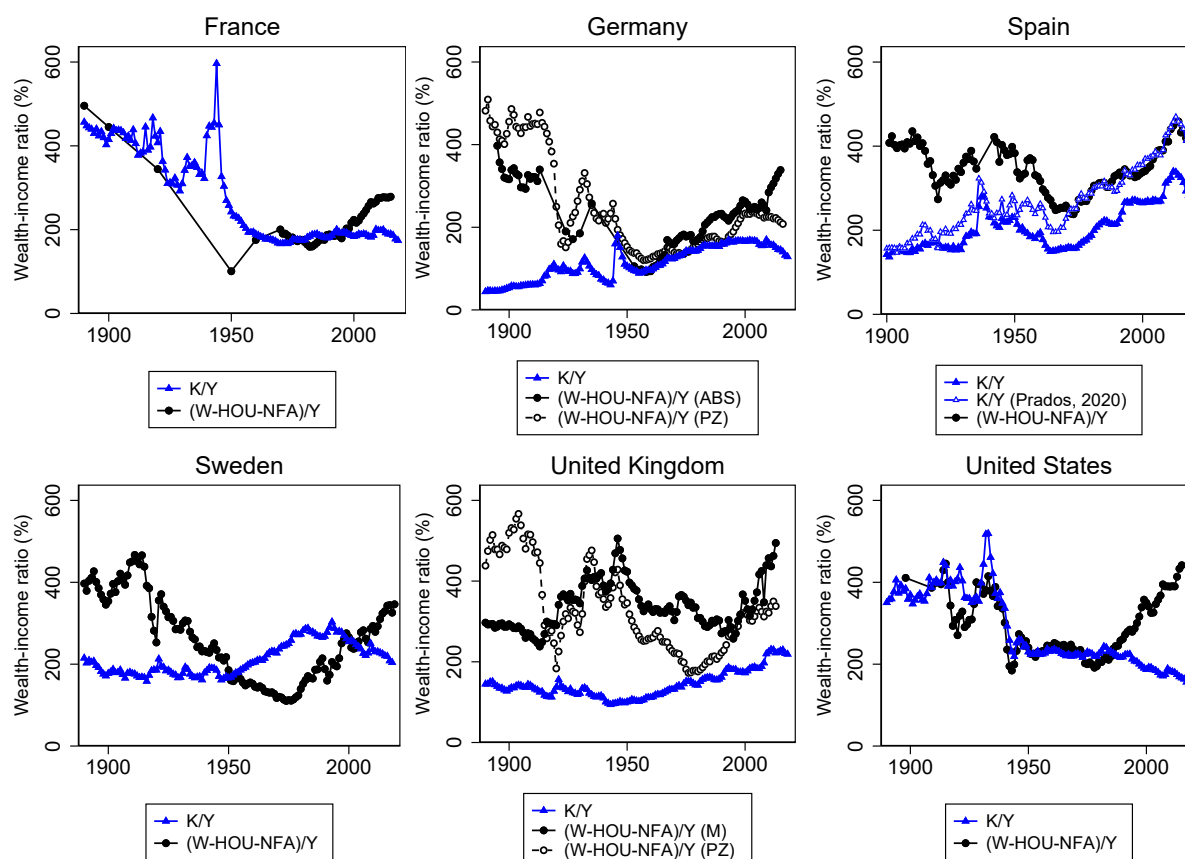 France
Wealth-income ratio (%)
0 200 400 600
1900 1950 2000
K/Y
(W-HOU-NFA)/Y
Germany
Wealth-income ratio (%)
0 200 400 600
1900 1950 2000
K/Y
(W-HOU-NFA)/Y (ABS)
(W-HOU-NFA)/Y (PZ)
Spain
Wealth-income ratio (%)
0 200 400 600
1900 1950 2000
K/Y
K/Y (Prados, 2020)
(W-HOU-NFA)/Y
Sweden
Wealth-income ratio (%)
0 200 400 600
1900 1950 2000
K/Y
(W-HOU-NFA)/Y
United Kingdom
Wealth-income ratio (%)
0 200 400 600
1900 1950 2000
K/Y
(W-HOU-NFA)/Y (M)
(W-HOU-NFA)/Y (PZ)
United States
Wealth-income ratio (%)
0 200 400 600
1900 1950 2000
K/Y
(W-HOU-NFA)/Y